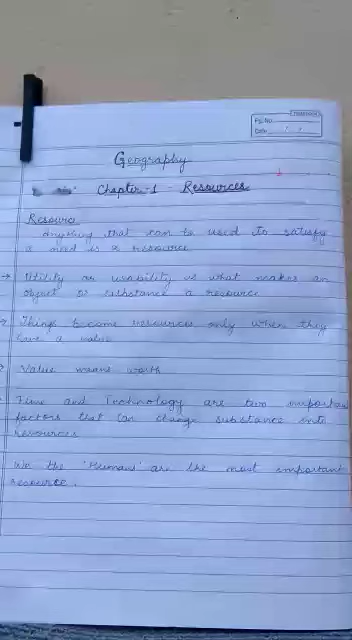 Pg. No.
Date
Geography
Chapter-1 - Resources
Resource
Anything that can be used to satisfy
a need is a resource
→ Utility or usability is what makes an
object or substance a resource
→ Things become resources only when they
have a value
→ Value means worth
Time and Technology are two important
factors that can change substance into
resources
We the 'Humans' are the most important
resource.